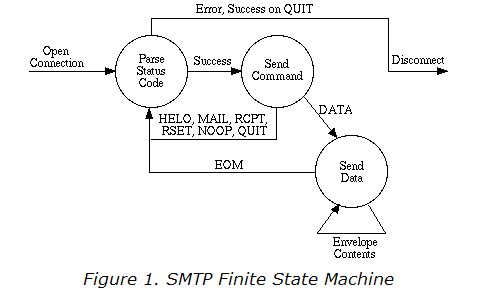 Error, Success on QUIT
Open
Connection
Parse
Status
Code
Success
Send
Command
Disconnect
DATA
HELO, MAIL, RCPT,
RSET, NOOP, QUIT
EOM
Send
Data
Envelope
Contents
Figure 1. SMTP Finite State Machine